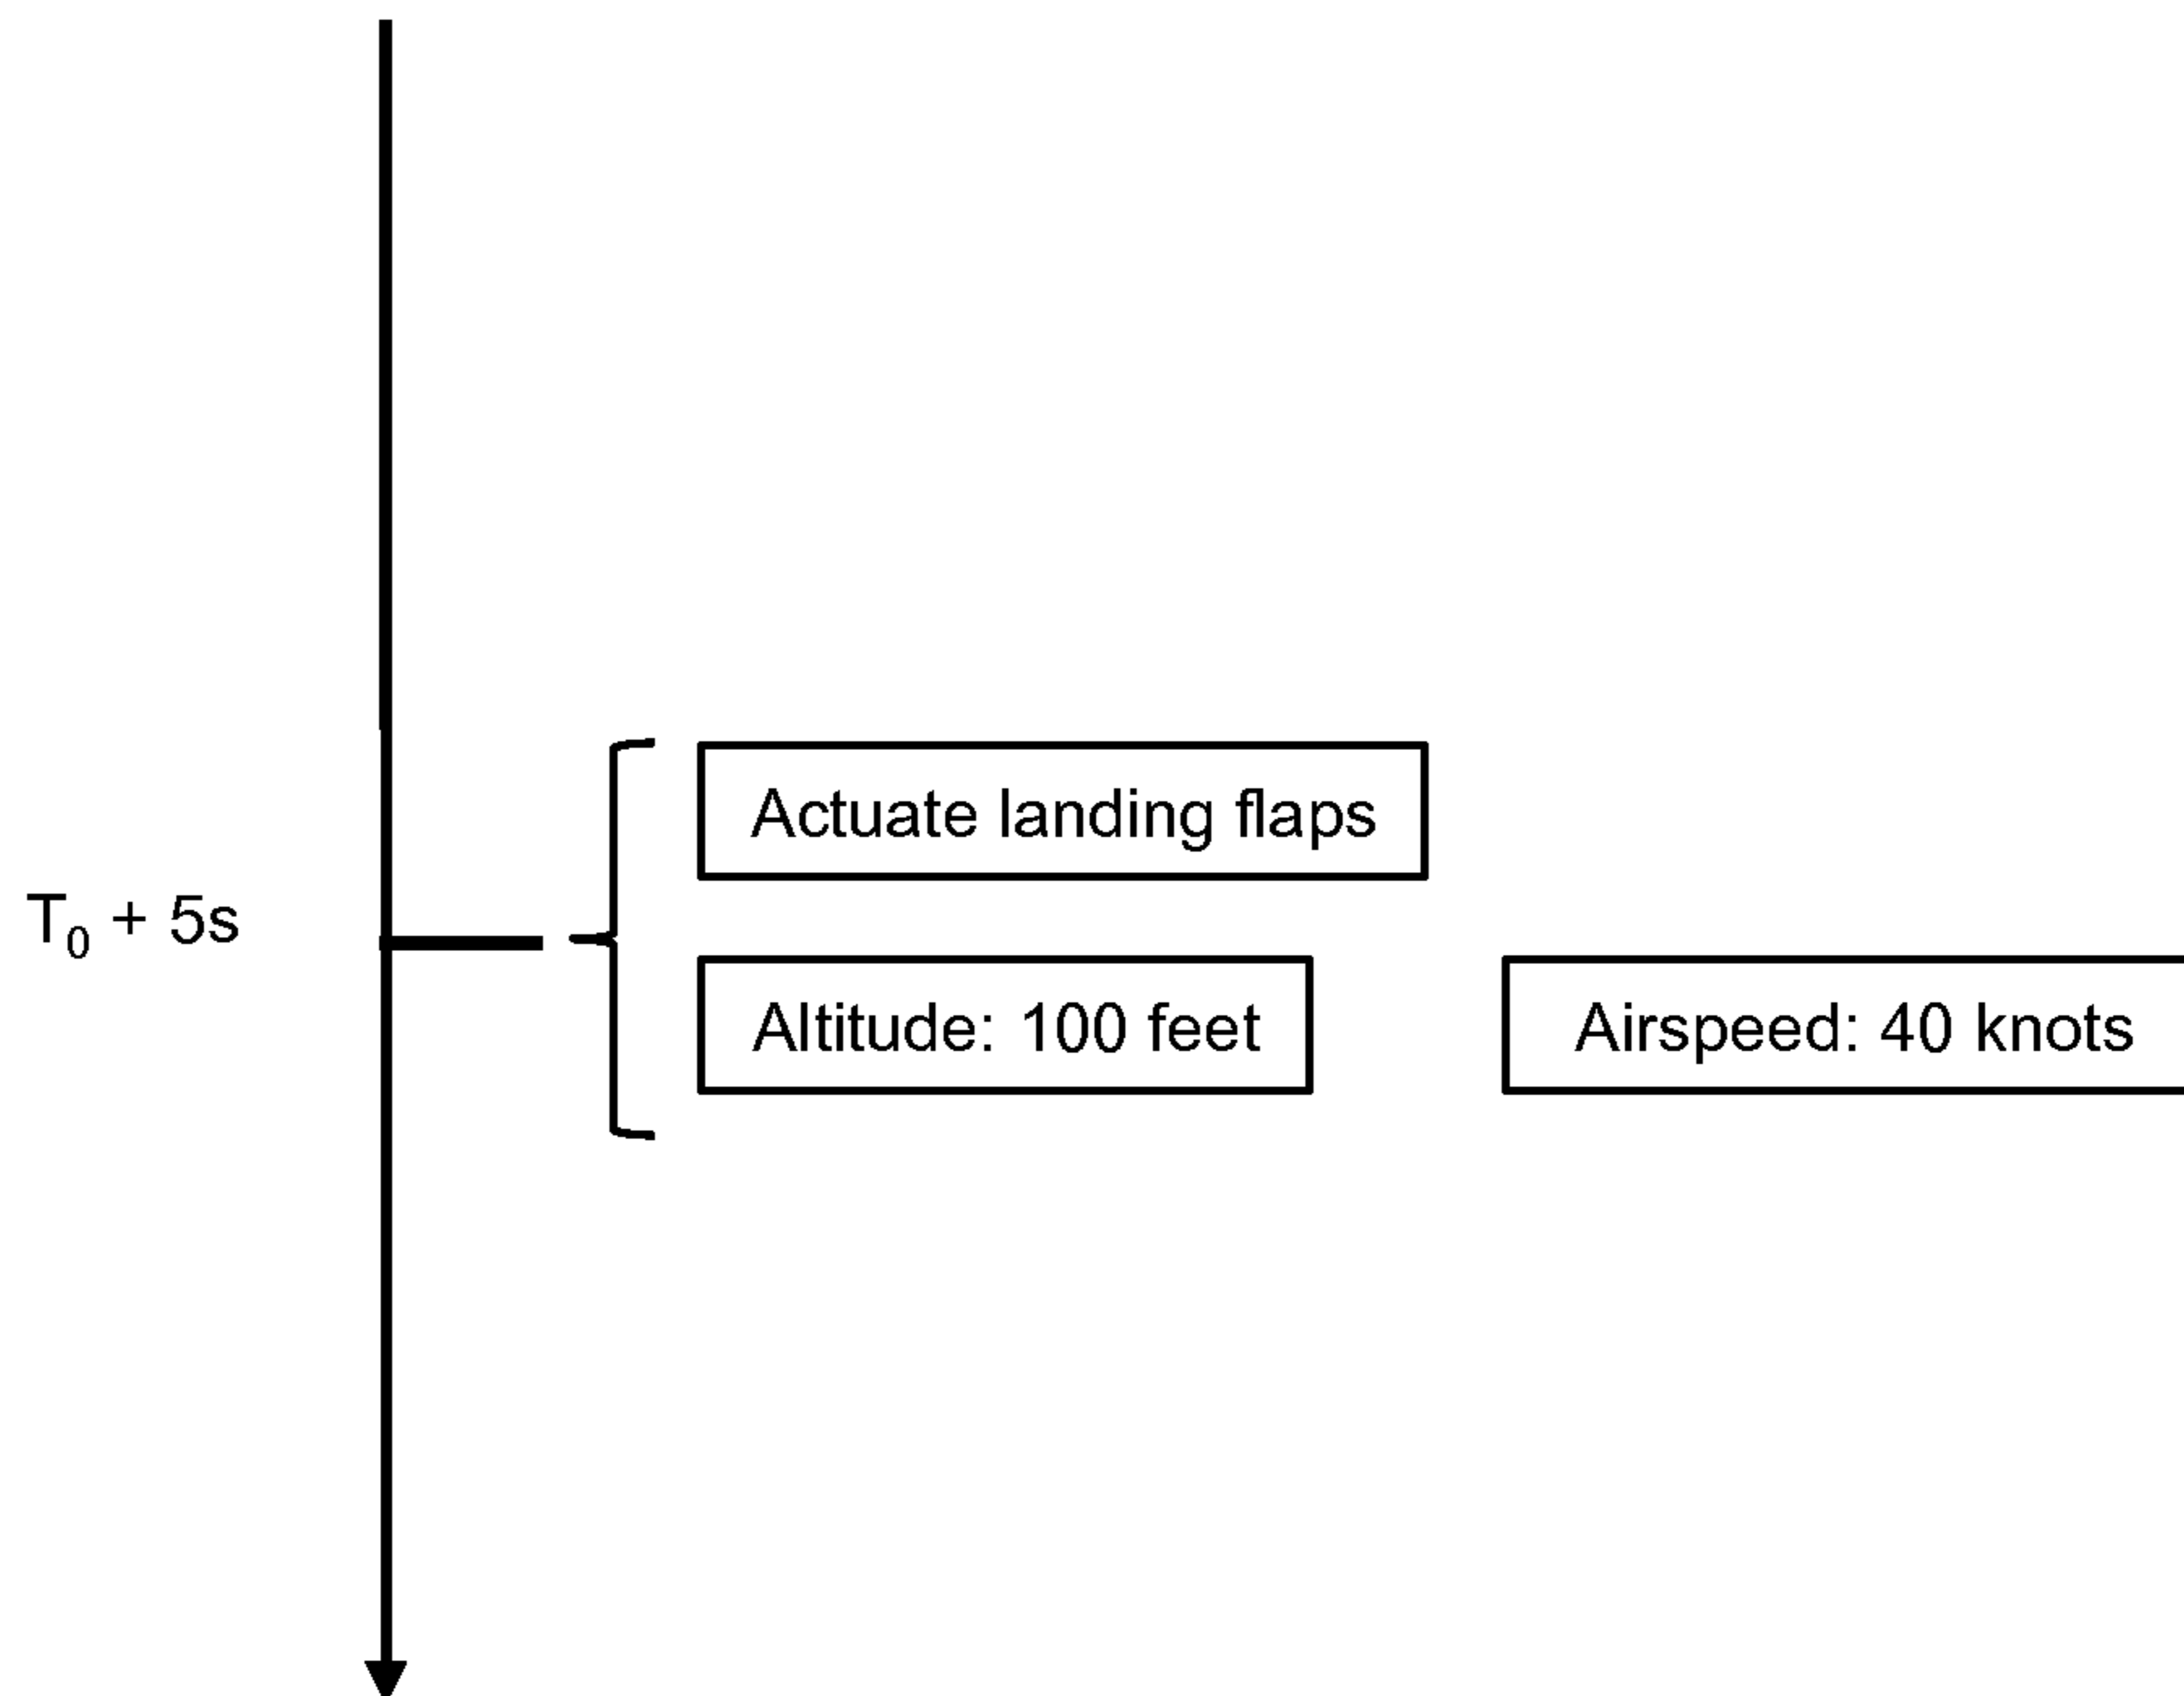 Actuate landing flaps
T₀ + 5s
Altitude: 100 feet
Airspeed: 40 knots